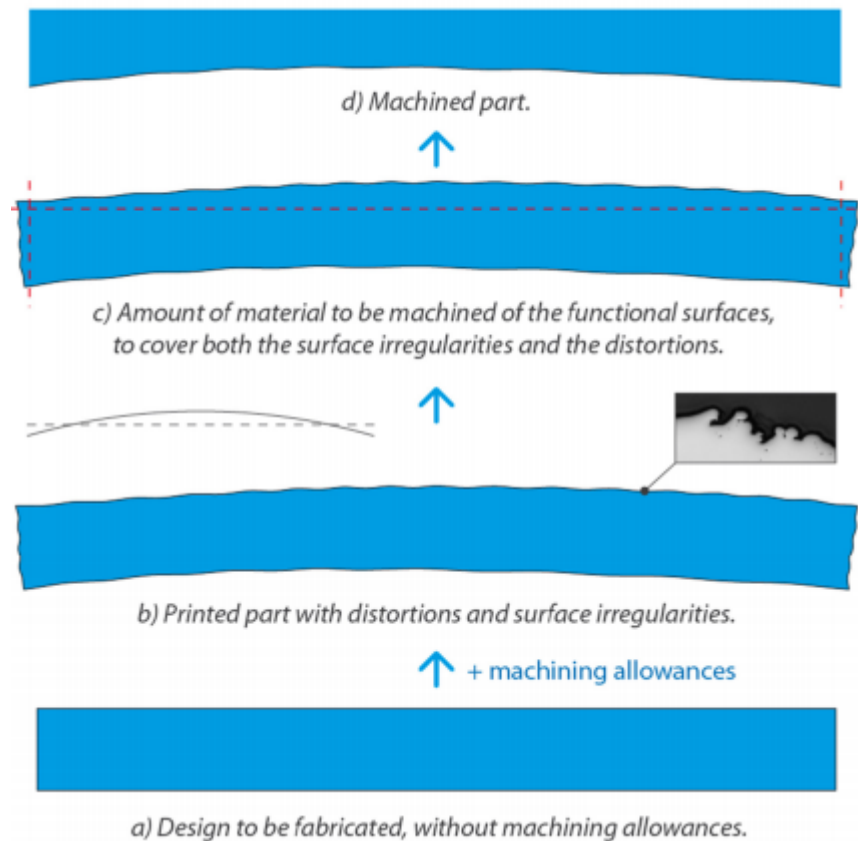 d) Machined part.
c) Amount of material to be machined of the functional surfaces,
to cover both the surface irregularities and the distortions.
b) Printed part with distortions and surface irregularities.
+ machining allowances
a) Design to be fabricated, without machining allowances.